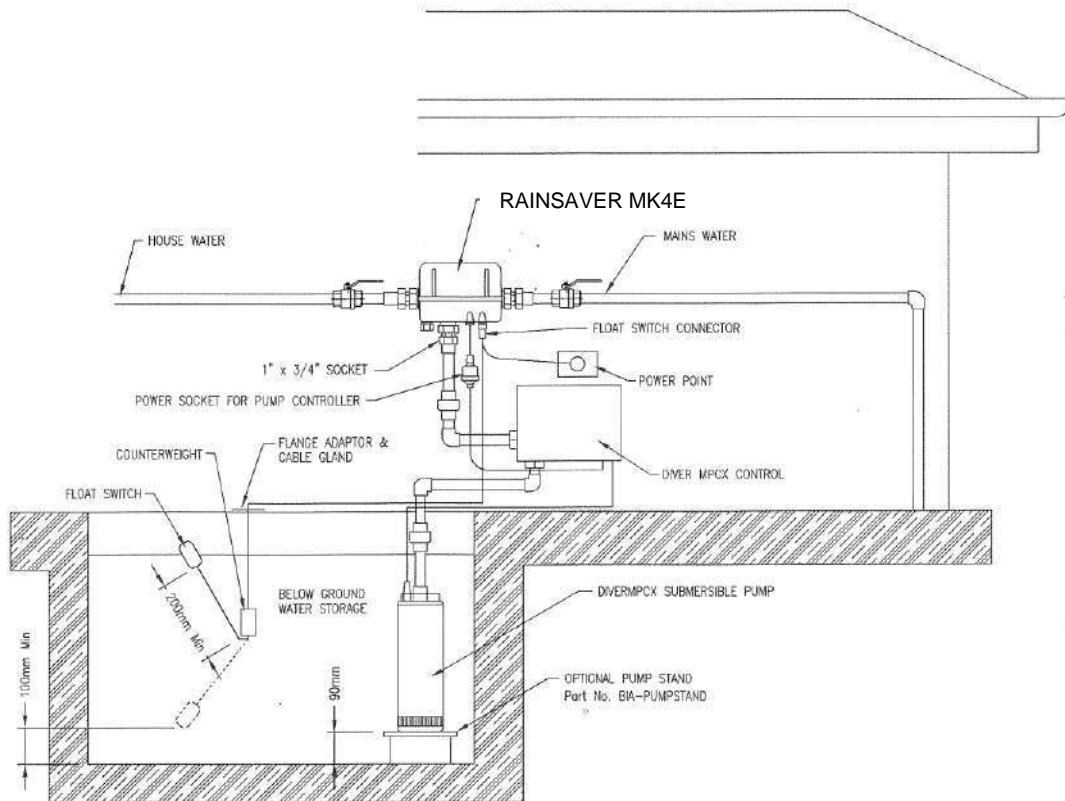 RAINSAVER MK4E
HOUSE WATER
MAINS WATER
FLOAT SWITCH CONNECTOR
1" x 3/4" SOCKET
POWER POINT
POWER SOCKET FOR PUMP CONTROLLER
FLANGE ADAPTOR &
CABLE GLAND
COUNTERWEIGHT
DIVER MPCX CONTROL
FLOAT SWITCH
BELOW GROUND
WATER STORAGE
DIVERMPCX SUBMERSIBLE PUMP
200mm Min
100mm Min
90mm
OPTIONAL PUMP STAND
Part No. BIA-PUMPSTAND